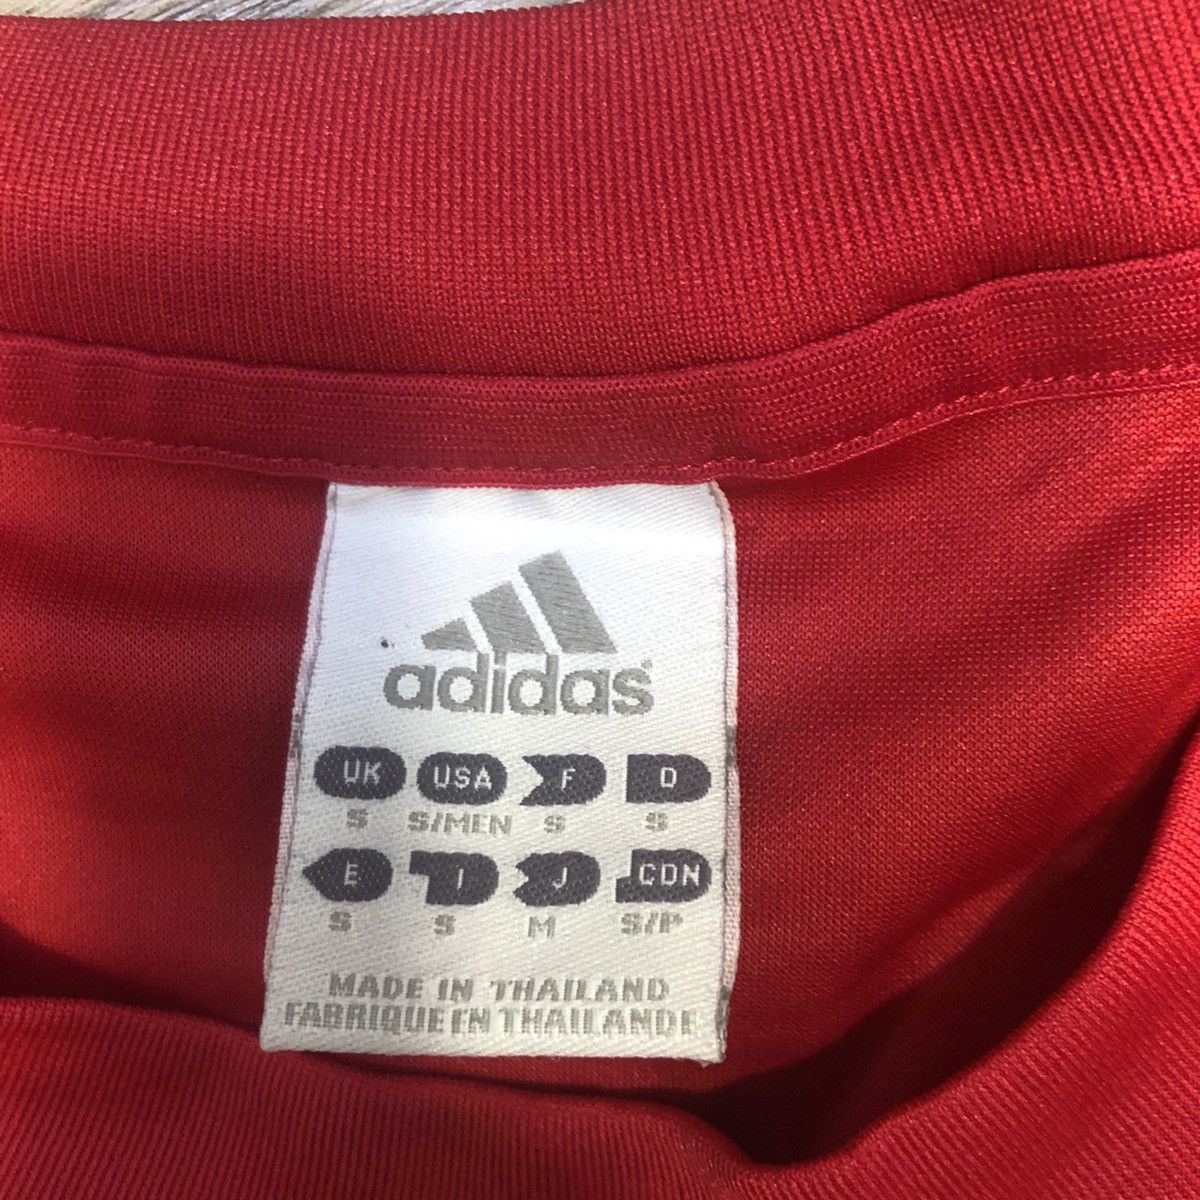 adidas
UK USA F D
S S/MEN S S
E I J CDN
S S M S/P
MADE IN THAILAND
FABRIQUE EN THAILANDE